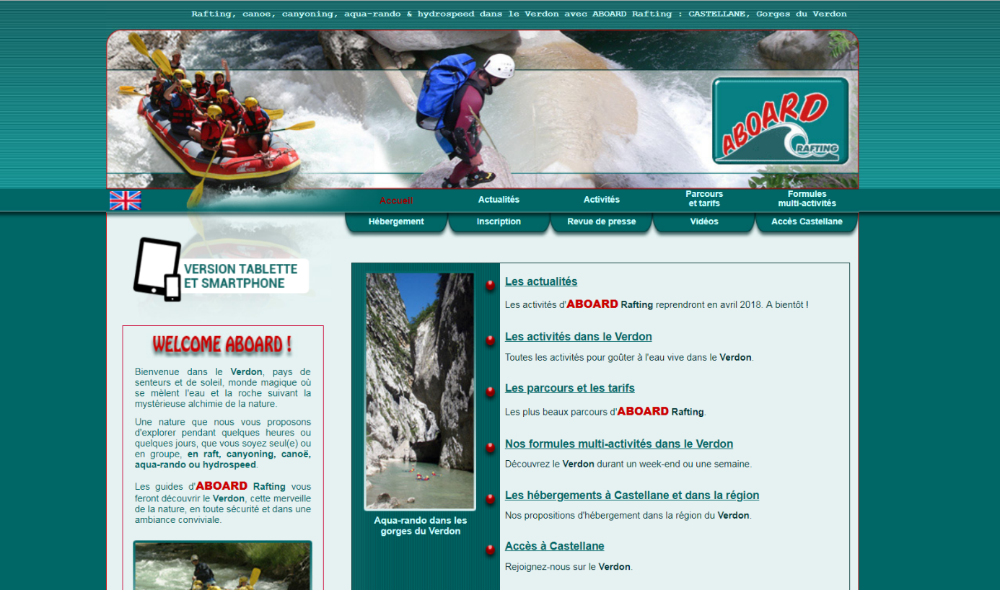 Rafting, canoe, canyoning, aqua-rando & hydrospeed dans le Verdon avec ABOARD Rafting : CASTELLANE, Gorges du Verdon
ABOARD
RAFTING
Accueil
Actualités
Activités
Parcours
et tarifs
Formules
multi-activités
Hébergement
Inscription
Revue de presse
Vidéos
Accès Castellane
VERSION TABLETTE
ET SMARTPHONE
WELCOME ABOARD !
Bienvenue dans le Verdon, pays de
senteurs et de soleil, monde magique où
se mèlent l'eau et la roche suivant la
mystérieuse alchimie de la nature.
Une nature que nous vous proposons
d'explorer pendant quelques heures ou
quelques jours, que vous soyez seul(e) ou
en groupe, en raft, canyoning, canoë,
aqua-rando ou hydrospeed.
Les guides d'ABOARD Rafting vous
feront découvrir le Verdon, cette merveille
de la nature, en toute sécurité et dans une
ambiance conviviale.
Aqua-rando dans les
gorges du Verdon
Les actualités
Les activités d'ABOARD Rafting reprendront en avril 2018. A bientôt !
Les activités dans le Verdon
Toutes les activités pour goûter à l'eau vive dans le Verdon.
Les parcours et les tarifs
Les plus beaux parcours d'ABOARD Rafting.
Nos formules multi-activités dans le Verdon
Découvrez le Verdon durant un week-end ou une semaine.
Les hébergements à Castellane et dans la région
Nos propositions d'hébergement dans la région du Verdon.
Accès à Castellane
Rejoignez-nous sur le Verdon.